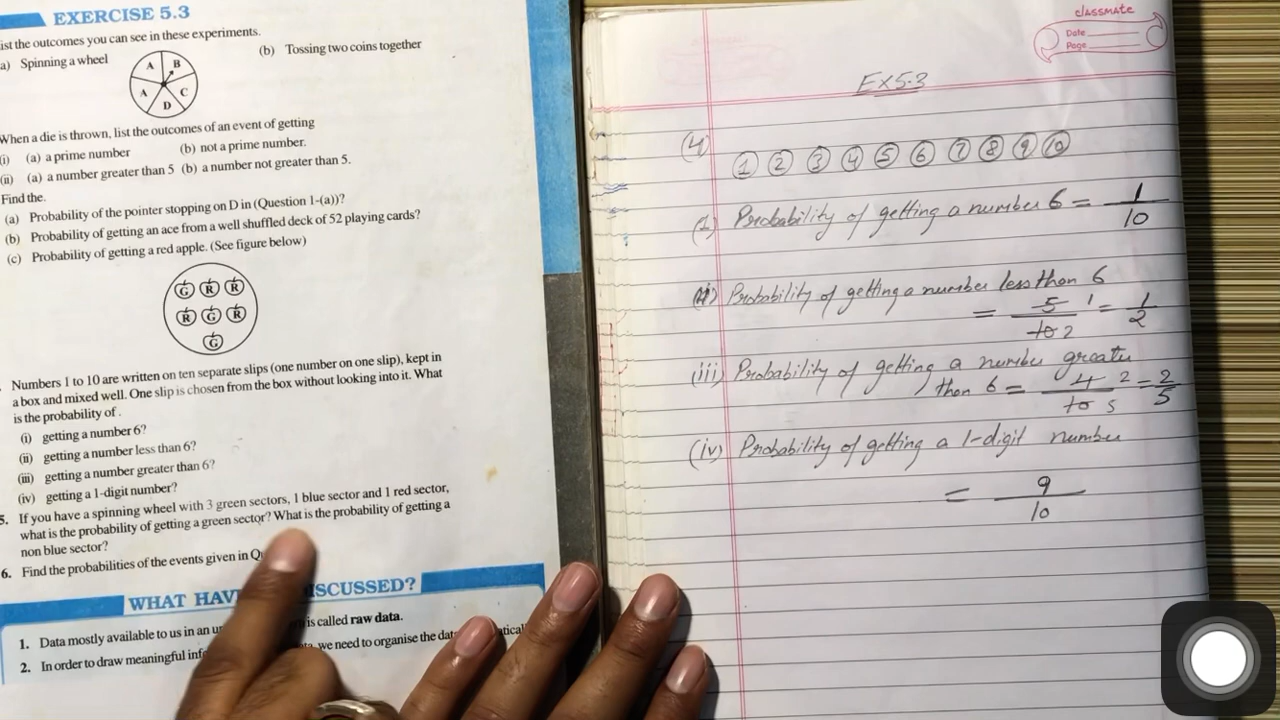 EXERCISE 5.3
ist the outcomes you can see in these experiments.
a) Spinning a wheel
(b) Tossing two coins together
A B
A C
D
When a die is thrown, list the outcomes of an event of getting
(i) (a) a prime number (b) not a prime number.
(ii) (a) a number greater than 5 (b) a number not greater than 5.
Find the.
(a) Probability of the pointer stopping on D in (Question 1-(a))?
(b) Probability of getting an ace from a well shuffled deck of 52 playing cards?
(c) Probability of getting a red apple. (See figure below)
G R R
R G R
G
Numbers 1 to 10 are written on ten separate slips (one number on one slip), kept in
a box and mixed well. One slip is chosen from the box without looking into it. What
is the probability of .
(i) getting a number 6?
(ii) getting a number less than 6?
(iii) getting a number greater than 6?
(iv) getting a 1-digit number?
5. If you have a spinning wheel with 3 green sectors, 1 blue sector and 1 red sector,
what is the probability of getting a green sector? What is the probability of getting a
non blue sector?
6. Find the probabilities of the events given in Q
WHAT HAV ISCUSSED?
1. Data mostly available to us in an un is called raw data.
2. In order to draw meaningful inf we need to organise the dat
classmate
Date
Page
Ex 5.3
(4) 1 2 3 4 5 6 7 8 9 10
(i) Probability of getting a number 6 = 1/10
(ii) Probability of getting a number less than 6
= 5/10 1/2 = 1/2
(iii) Probability of getting a number greater
than 6 = 4/10 2/5 = 2/5
(iv) Probability of getting a 1-digit number
= 9/10